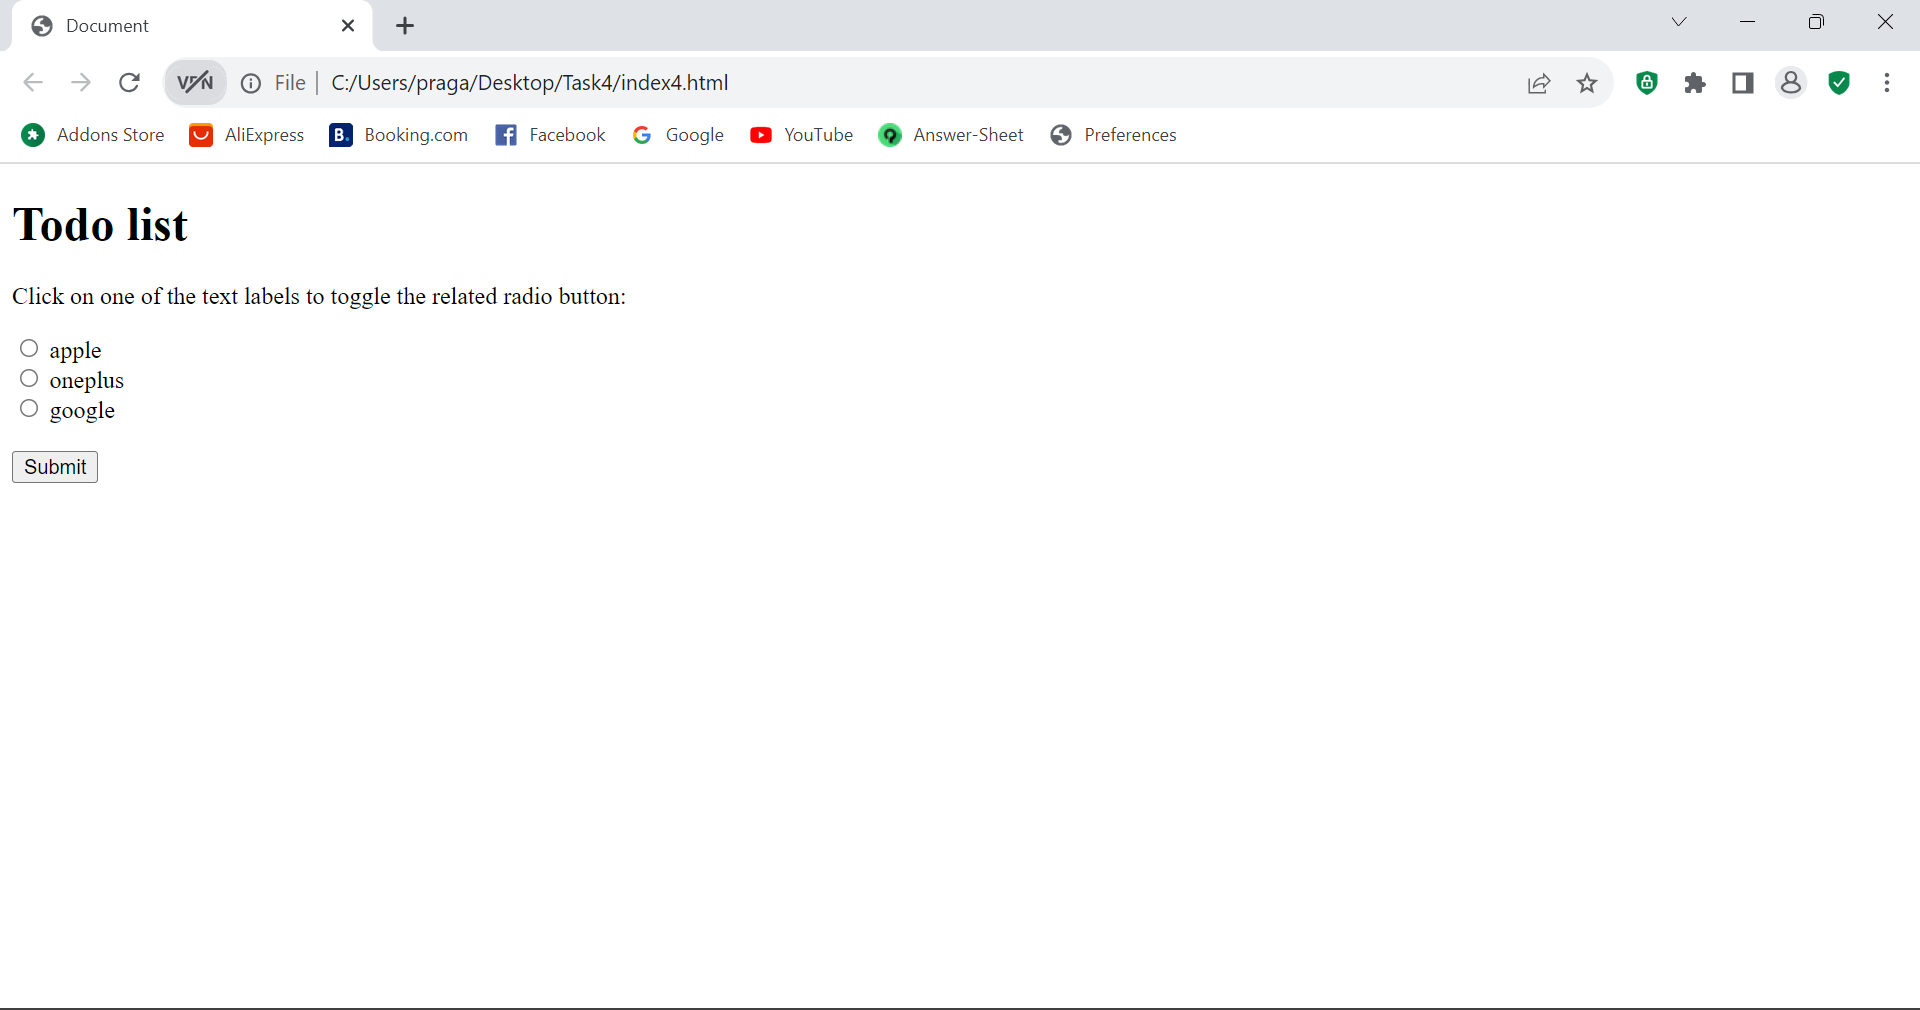 Document
VPN File C:/Users/praga/Desktop/Task4/index4.html
Addons Store AliExpress B. Booking.com Facebook Google YouTube Answer-Sheet Preferences
Todo list
Click on one of the text labels to toggle the related radio button:
apple
oneplus
google
Submit